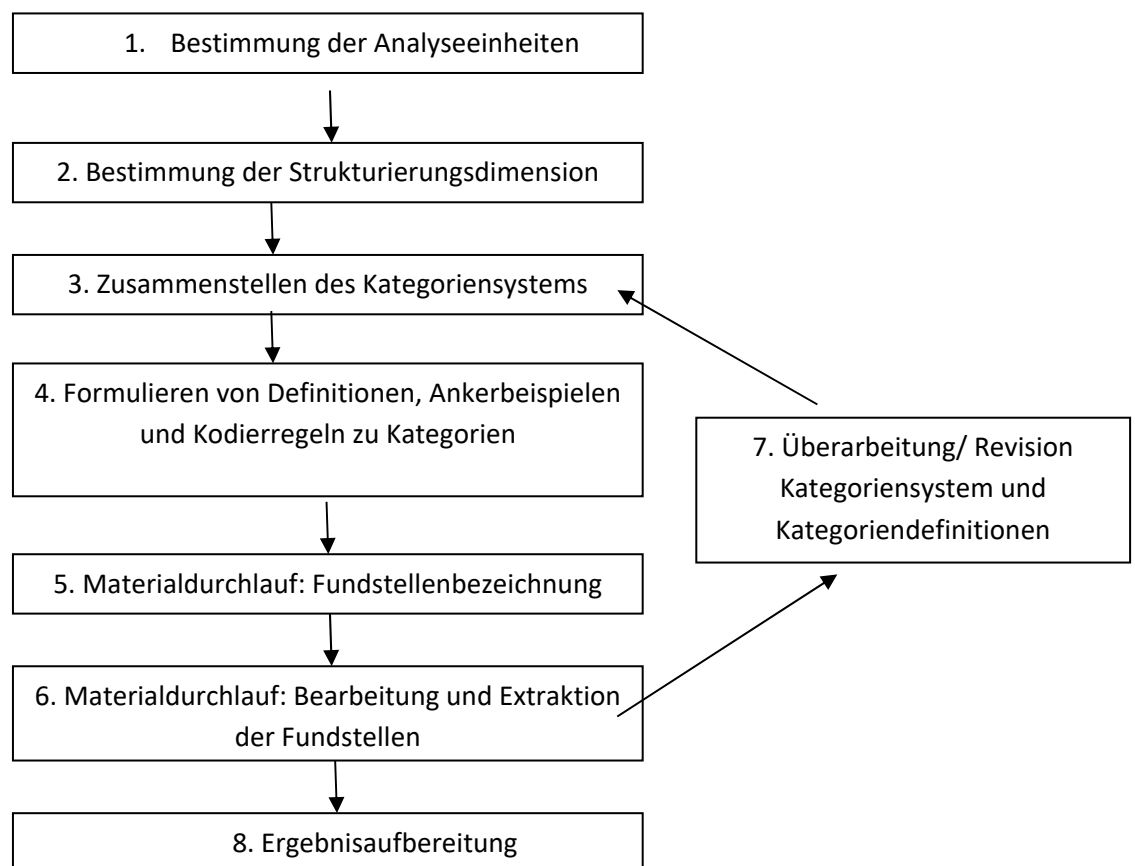 1. Bestimmung der Analyseeinheiten
2. Bestimmung der Strukturierungsdimension
3. Zusammenstellen des Kategoriensystems
4. Formulieren von Definitionen, Ankerbeispielen
und Kodierregeln zu Kategorien
5. Materialdurchlauf: Fundstellenbezeichnung
6. Materialdurchlauf: Bearbeitung und Extraktion
der Fundstellen
7. Überarbeitung/ Revision
Kategoriensystem und
Kategoriendefinitionen
8. Ergebnisaufbereitung